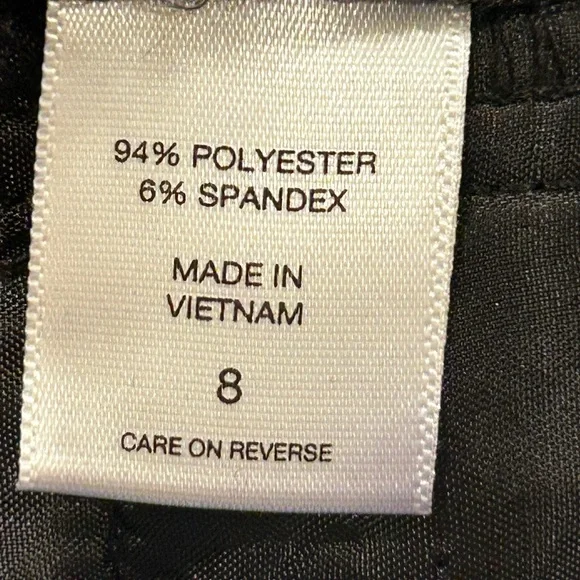 94% POLYESTER
6% SPANDEX
MADE IN
VIETNAM
8
CARE ON REVERSE